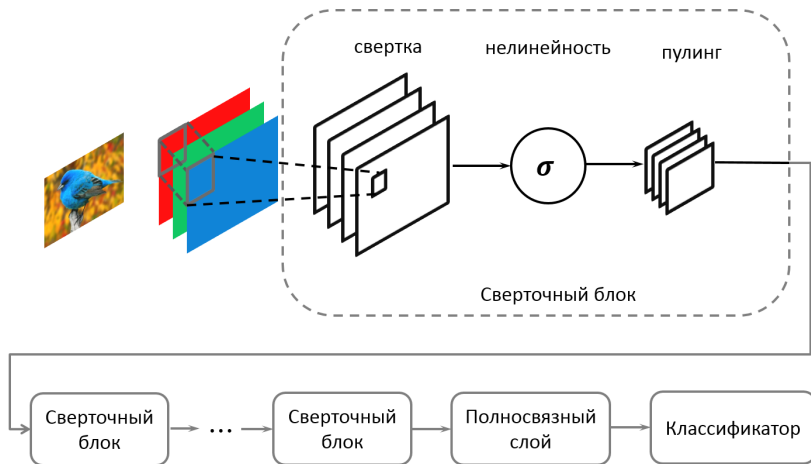 свертка
нелинейность
пулинг
σ
Сверточный блок
Сверточный
блок
...
Сверточный
блок
Полносвязный
слой
Классификатор